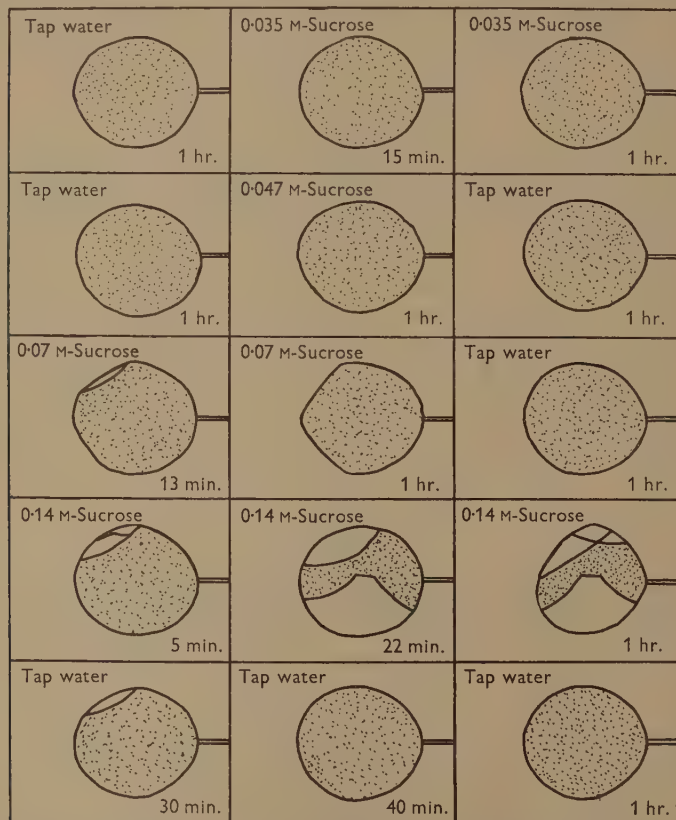 Tap water 0·035 M-Sucrose 0·035 M-Sucrose
1 hr. 15 min. 1 hr.
Tap water 0·047 M-Sucrose Tap water
1 hr. 1 hr. 1 hr.
0·07 M-Sucrose 0·07 M-Sucrose Tap water
13 min. 1 hr. 1 hr.
0·14 M-Sucrose 0·14 M-Sucrose 0·14 M-Sucrose
5 min. 22 min. 1 hr.
Tap water Tap water Tap water
30 min. 40 min. 1 hr.